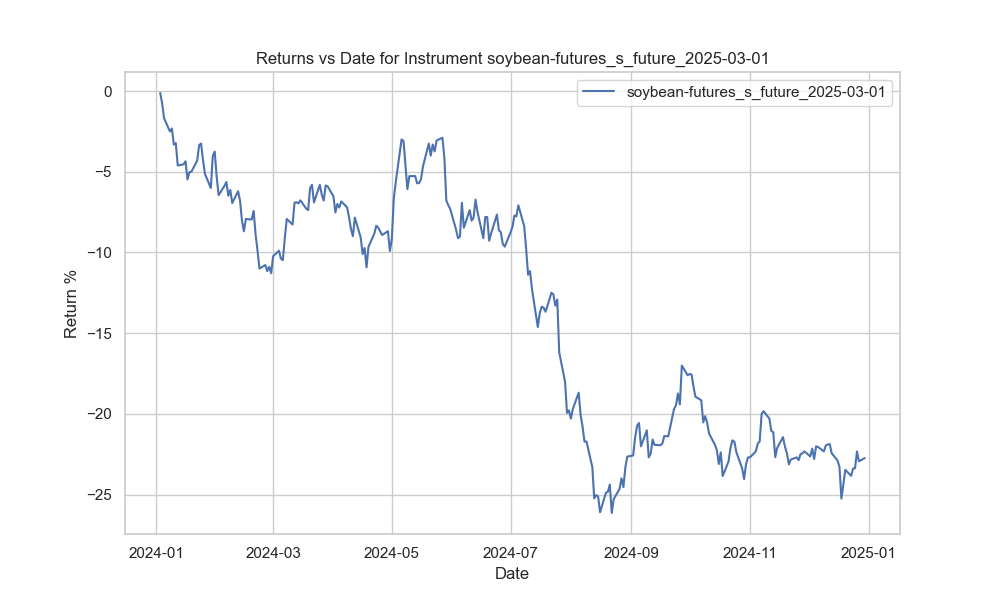 Returns vs Date for Instrument soybean-futures_s_future_2025-03-01
soybean-futures_s_future_2025-03-01
0
−5
−10
−15
−20
−25
Return %
2024-01 2024-03 2024-05 2024-07 2024-09 2024-11 2025-01
Date